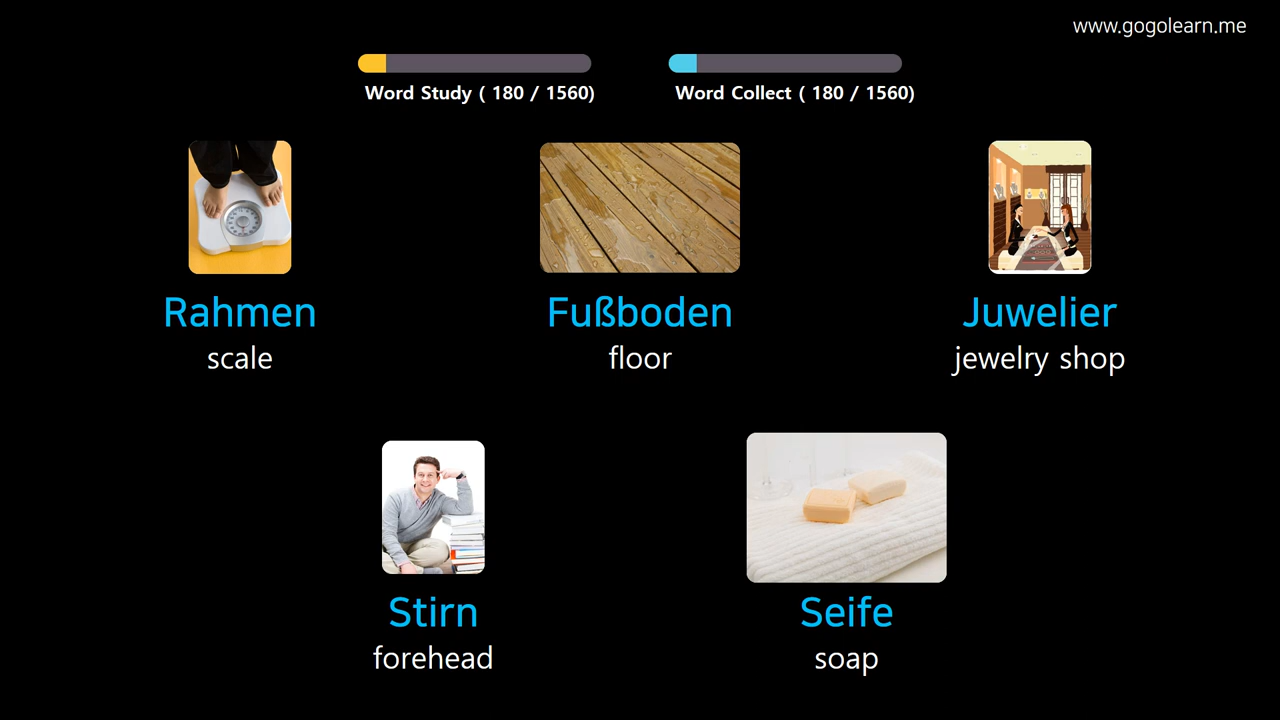 www.gogolearn.me
Word Study ( 180 / 1560)
Word Collect ( 180 / 1560)
Rahmen
scale
Fußboden
floor
Juwelier
jewelry shop
Stirn
forehead
Seife
soap